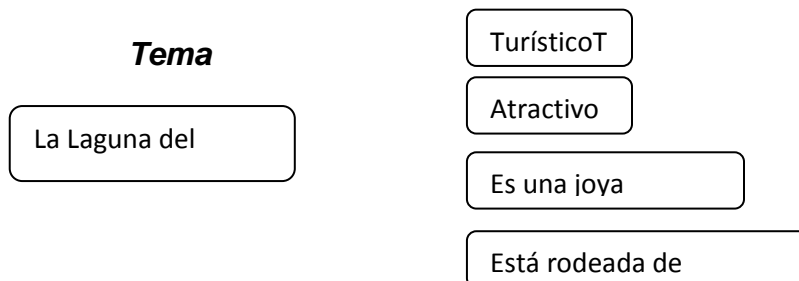 Tema
La Laguna del
TurísticoT
Atractivo
Es una joya
Está rodeada de